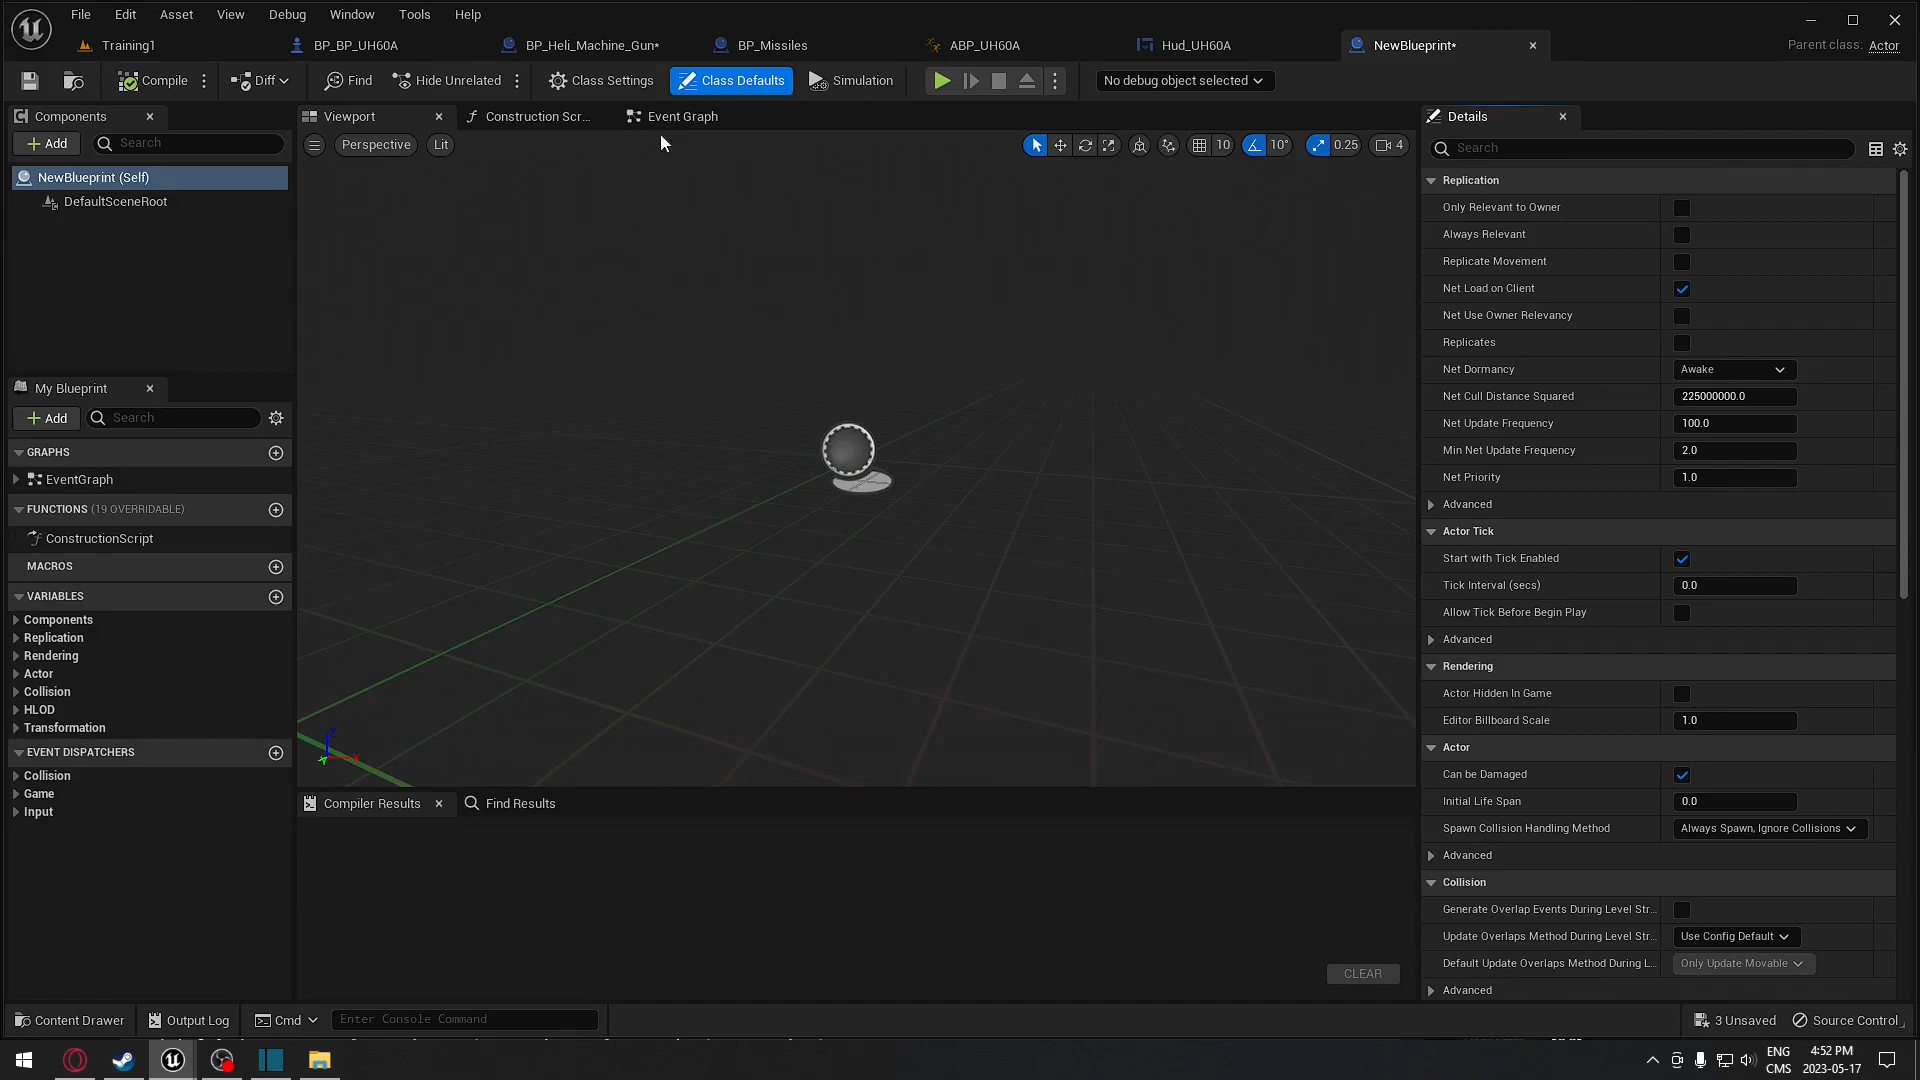 File Edit Asset View Debug Window Tools Help
Training1 BP_BP_UH60A BP_Heli_Machine_Gun* BP_Missiles ABP_UH60A Hud_UH60A NewBlueprint* Parent class: Actor
Compile Diff Find Hide Unrelated Class Settings Class Defaults Simulation No debug object selected
Components
Add Search
NewBlueprint (Self)
DefaultSceneRoot
My Blueprint
Add Search
GRAPHS
EventGraph
FUNCTIONS (19 OVERRIDABLE)
ConstructionScript
MACROS
VARIABLES
Components
Replication
Rendering
Actor
Collision
HLOD
Transformation
EVENT DISPATCHERS
Collision
Game
Input
Viewport Construction Scr... Event Graph
Perspective Lit 10 10° 0.25 4
Z
X
Y
Compiler Results Find Results
CLEAR
Details
Search
Replication
Only Relevant to Owner
Always Relevant
Replicate Movement
Net Load on Client
Net Use Owner Relevancy
Replicates
Net Dormancy Awake
Net Cull Distance Squared 225000000.0
Net Update Frequency 100.0
Min Net Update Frequency 2.0
Net Priority 1.0
Advanced
Actor Tick
Start with Tick Enabled
Tick Interval (secs) 0.0
Allow Tick Before Begin Play
Advanced
Rendering
Actor Hidden In Game
Editor Billboard Scale 1.0
Actor
Can be Damaged
Initial Life Span 0.0
Spawn Collision Handling Method Always Spawn, Ignore Collisions
Advanced
Collision
Generate Overlap Events During Level Str...
Update Overlaps Method During Level Str... Use Config Default
Default Update Overlaps Method During L... Only Update Movable
Advanced
Content Drawer Output Log Cmd Enter Console Command 3 Unsaved Source Control
ENG 4:52 PM
CMS 2023-05-17